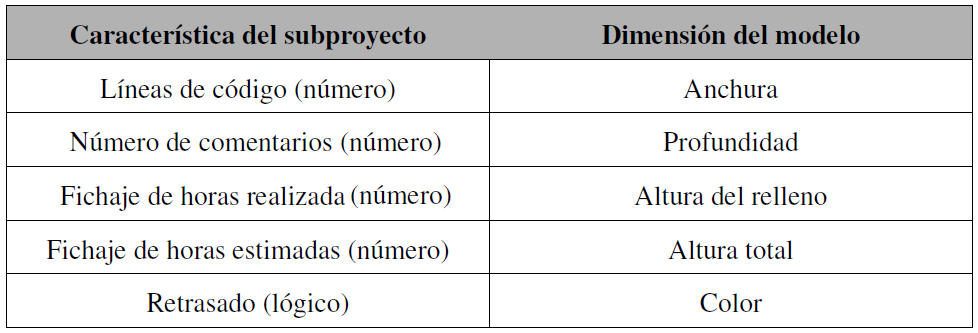 Característica del subproyecto Dimensión del modelo
Líneas de código (número) Anchura
Número de comentarios (número) Profundidad
Fichaje de horas realizada (número) Altura del relleno
Fichaje de horas estimadas (número) Altura total
Retrasado (lógico) Color